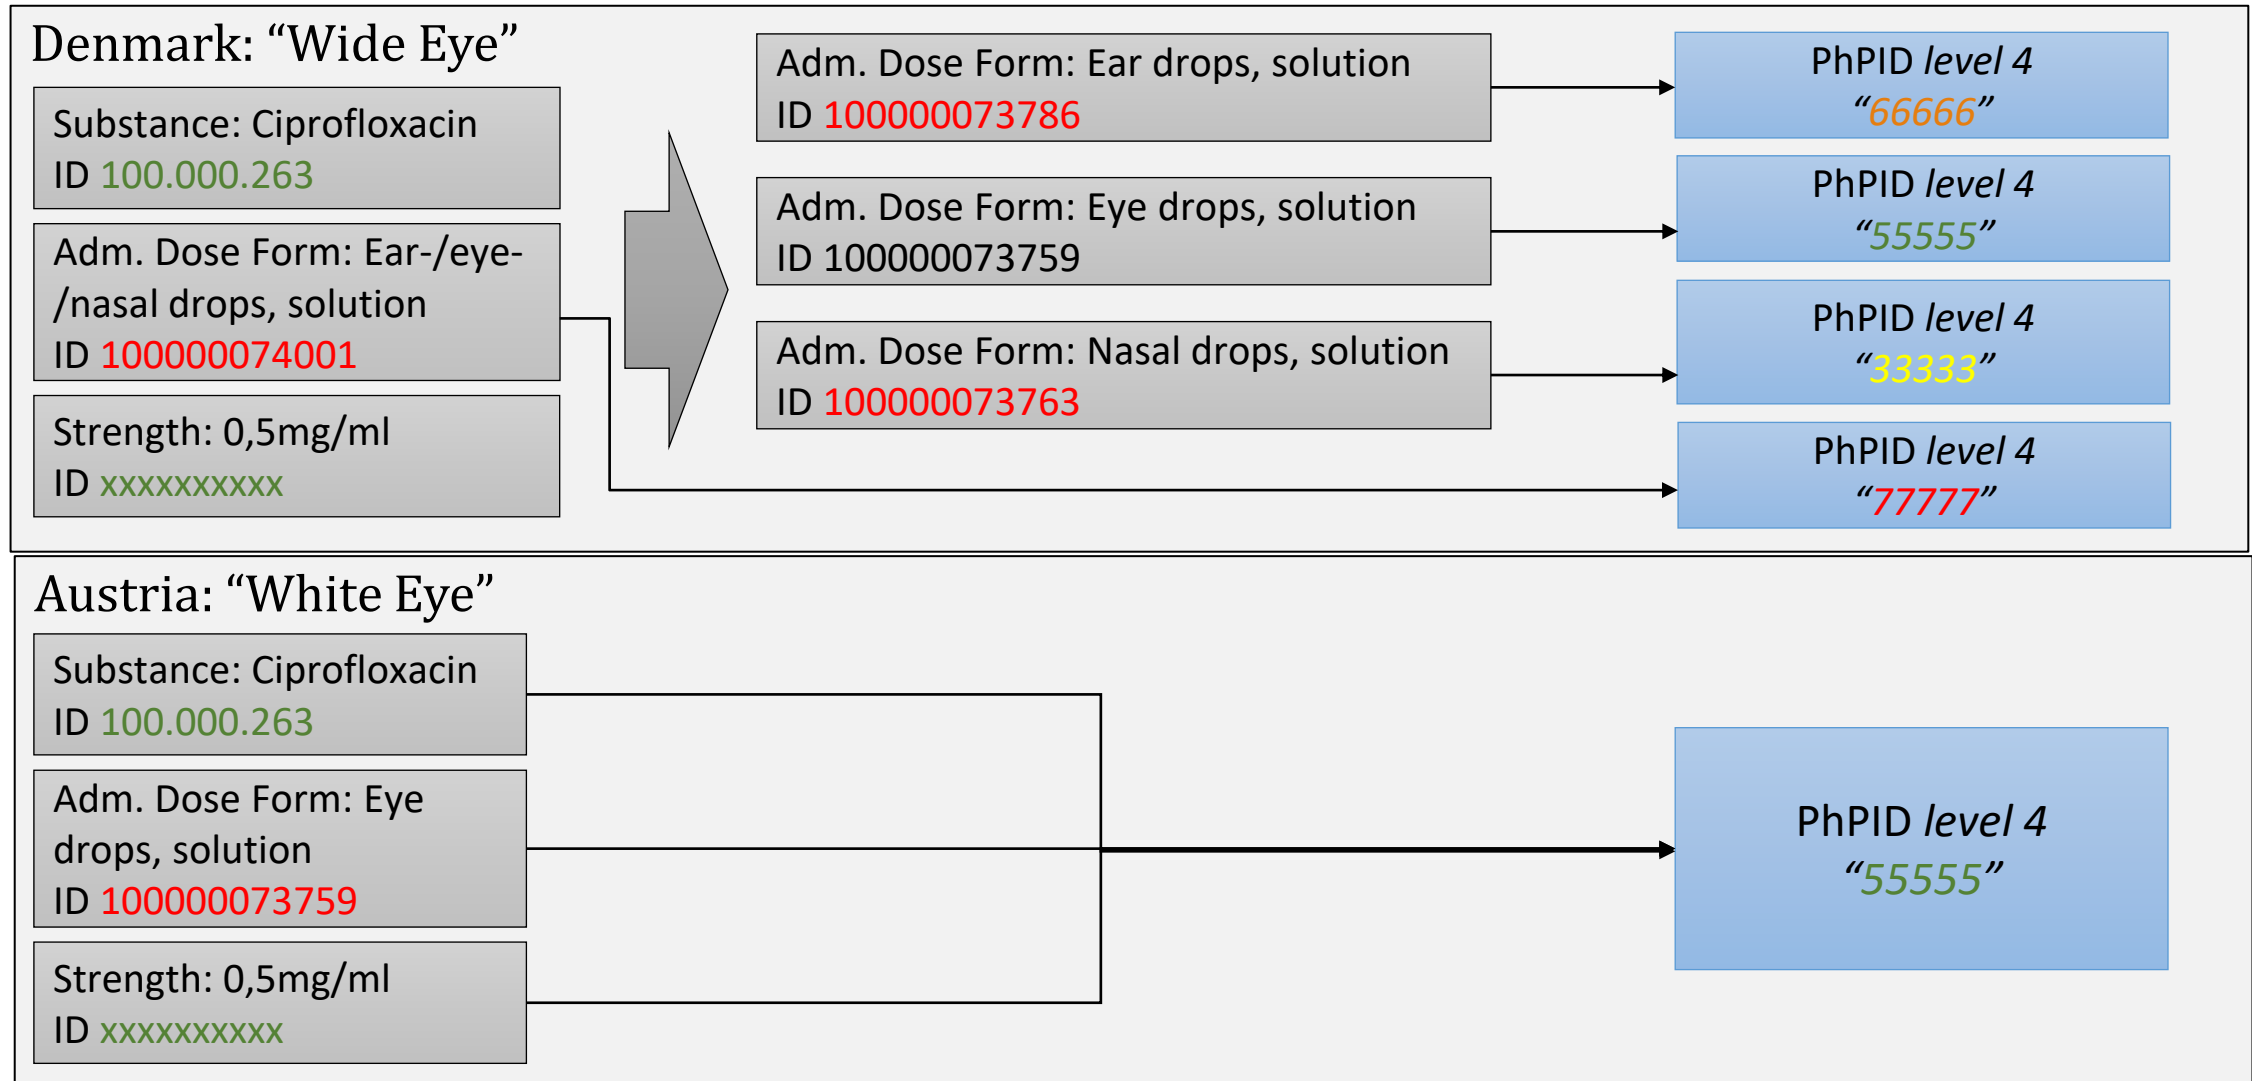 Denmark: “Wide Eye”
Substance: Ciprofloxacin
ID 100.000.263
Adm. Dose Form: Ear-/eye-
/nasal drops, solution
ID 100000074001
Strength: 0,5mg/ml
ID xxxxxxxxxx
Adm. Dose Form: Ear drops, solution
ID 100000073786
Adm. Dose Form: Eye drops, solution
ID 100000073759
Adm. Dose Form: Nasal drops, solution
ID 100000073763
PhPID level 4
“66666”
PhPID level 4
“55555”
PhPID level 4
“33333”
PhPID level 4
“77777”
Austria: “White Eye”
Substance: Ciprofloxacin
ID 100.000.263
Adm. Dose Form: Eye
drops, solution
ID 100000073759
Strength: 0,5mg/ml
ID xxxxxxxxxx
PhPID level 4
“55555”